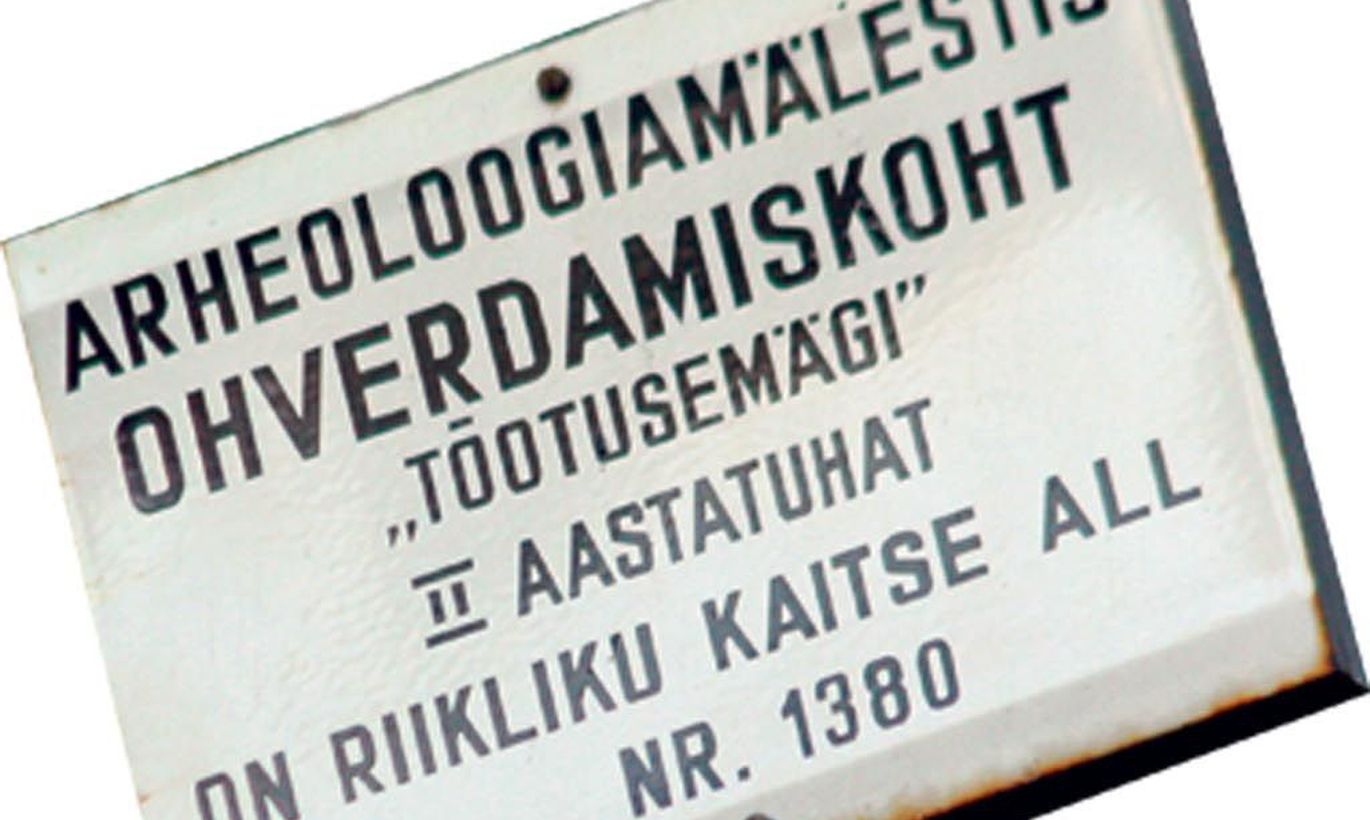 ARHEOLOOGIAMÄLESTIS
OHVERDAMISKOHT
„TÕOTUSEMÄGI”
II AASTATUHAT
ON RIIKLIKU KAITSE ALL
NR. 1380